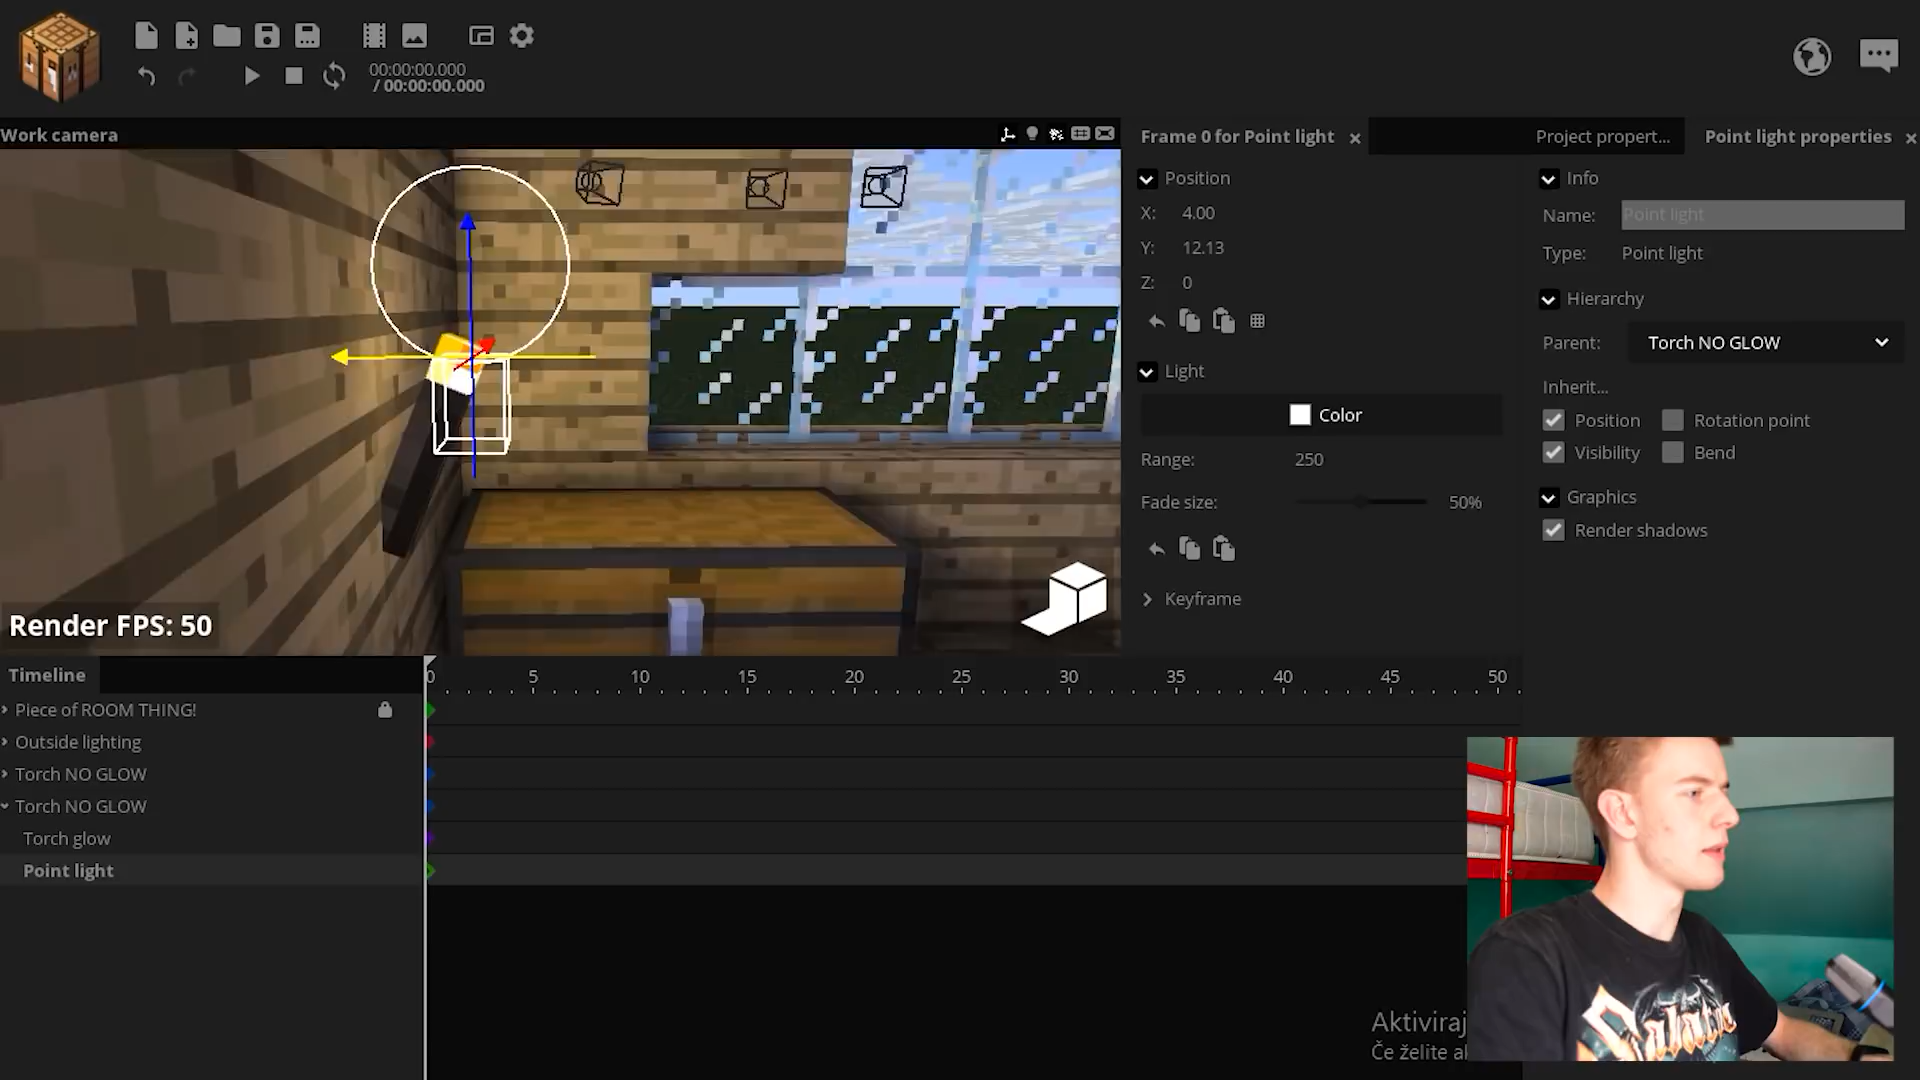 00:00:00.000
/ 00:00:00.000
Work camera
Frame 0 for Point light
Project propert...
Point light properties
Position
X: 4.00
Y: 12.13
Z: 0
Light
Color
Range: 250
Fade size: 50%
Keyframe
Info
Name: Point light
Type: Point light
Hierarchy
Parent: Torch NO GLOW
Inherit...
Position
Rotation point
Visibility
Bend
Graphics
Render shadows
Render FPS: 50
Timeline
0 5 10 15 20 25 30 35 40 45 50
Piece of ROOM THING!
Outside lighting
Torch NO GLOW
Torch NO GLOW
Torch glow
Point light
Aktiviraj
Če želite